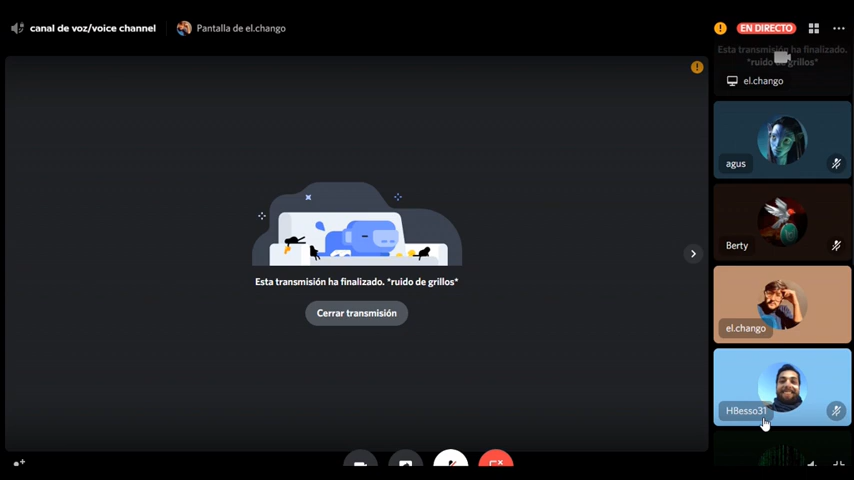 canal de voz/voice channel
Pantalla de el.chango
EN DIRECTO
Esta transmisión ha finalizado.
*ruido de grillos*
el.chango
agus
Berty
el.chango
HBesso31
Esta transmisión ha finalizado. *ruido de grillos*
Cerrar transmisión